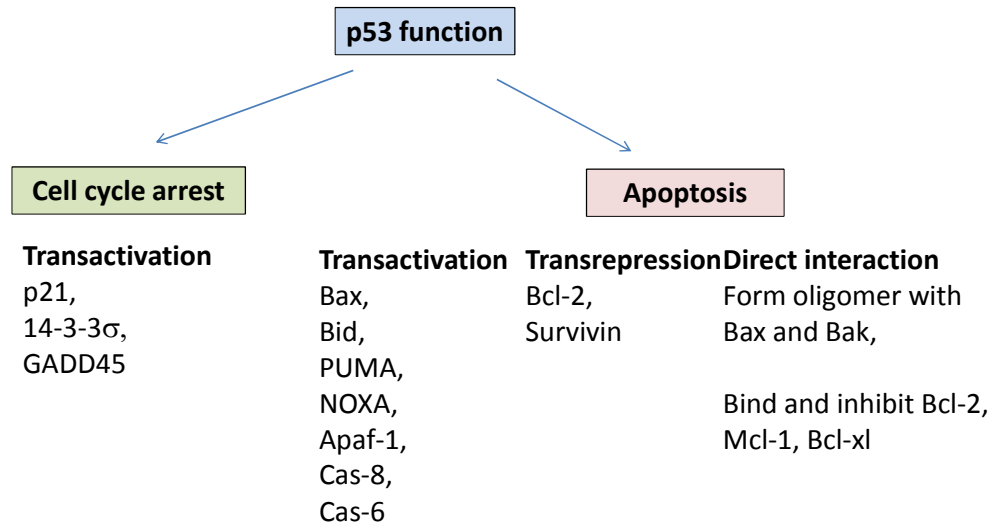 p53 function
Cell cycle arrest
Transactivation
p21,
14-3-3σ,
GADD45
Apoptosis
Transactivation
Bax,
Bid,
PUMA,
NOXA,
Apaf-1,
Cas-8,
Cas-6
Transrepression
Bcl-2,
Survivin
Direct interaction
Form oligomer with
Bax and Bak,
Bind and inhibit Bcl-2,
Mcl-1, Bcl-xl